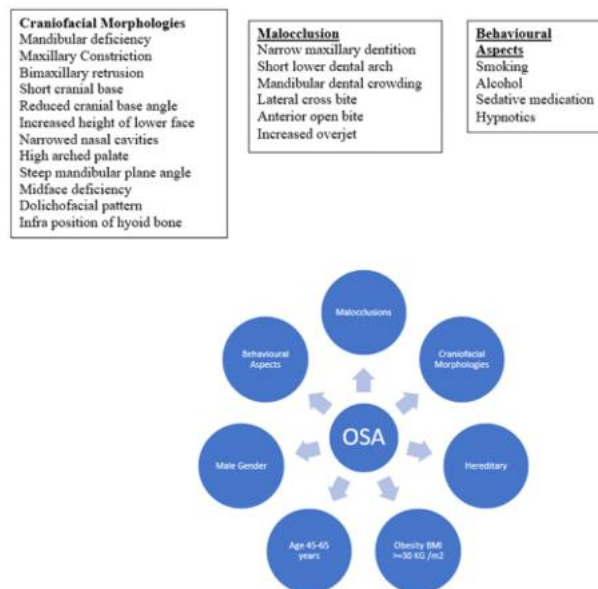 Craniofacial Morphologies
Mandibular deficiency
Maxillary Constriction
Bimaxillary retrusion
Short cranial base
Reduced cranial base angle
Increased height of lower face
Narrowed nasal cavities
High arched palate
Steep mandibular plane angle
Midface deficiency
Dolichofacial pattern
Infra position of hyoid bone
Malocclusion
Narrow maxillary dentition
Short lower dental arch
Mandibular dental crowding
Lateral cross bite
Anterior open bite
Increased overjet
Behavioural
Aspects
Smoking
Alcohol
Sedative medication
Hypnotics
Malocclusions
Behavioural
Aspects
Craniofacial
Morphologies
OSA
Male Gender
Hereditary
Age 45-65
years
Obesity BMI
>=30 KG /m2